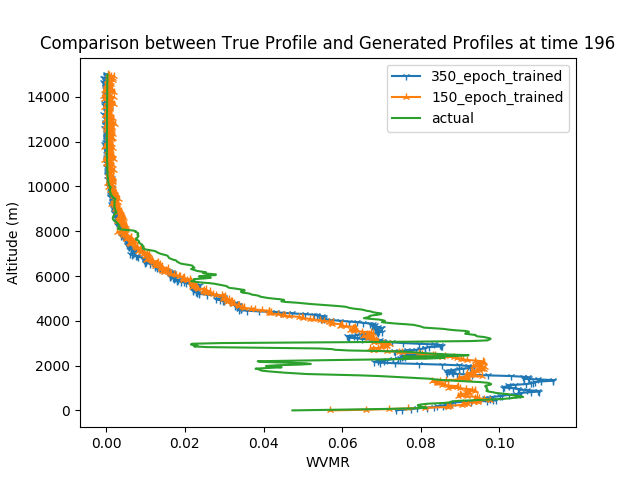 Comparison between True Profile and Generated Profiles at time 196
350_epoch_trained
150_epoch_trained
actual
Altitude (m)
14000
12000
10000
8000
6000
4000
2000
0
0.00 0.02 0.04 0.06 0.08 0.10
WVMR